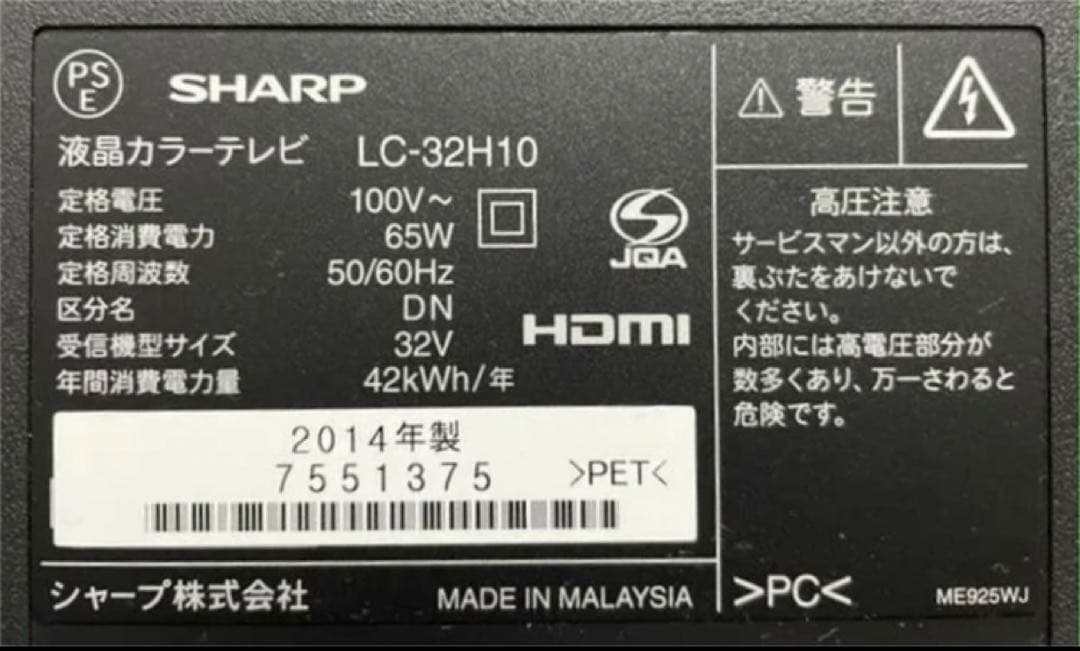 PS
E
SHARP
液晶カラーテレビ LC-32H10
定格電圧 100V～
定格消費電力 65W
定格周波数 50/60Hz
区分名 DN
受信機型サイズ 32V
年間消費電力量 42kWh/年
JQA
HDMI
2014年製
7551375 >PET<
シャープ株式会社 MADE IN MALAYSIA
警告
高圧注意
サービスマン以外の方は、
裏ぶたをあけないで
ください。
内部には高電圧部分が
数多くあり、万一さわると
危険です。
>PC< ME925WJ